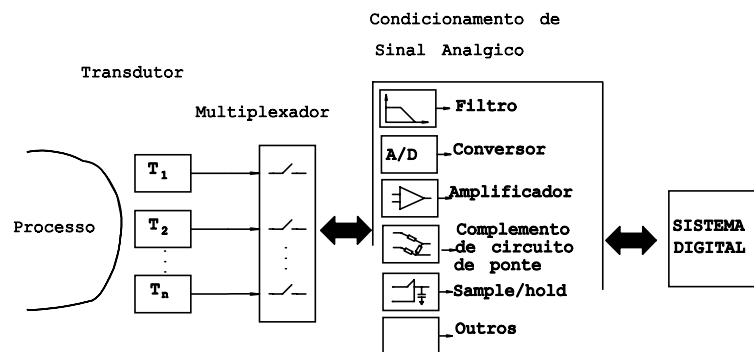 Condicionamento de
Sinal Analgico
Transdutor
Multiplexador
Filtro
A/D
Conversor
T1
Amplificador
Processo
T2
Complemento
de circuito
de ponte
SISTEMA
DIGITAL
Tn
Sample/hold
Outros